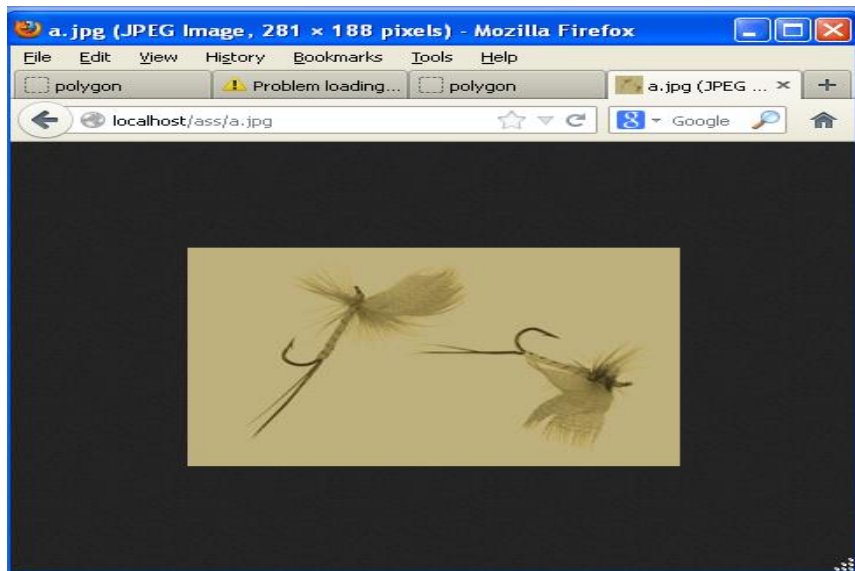 a.jpg (JPEG Image, 281 × 188 pixels) - Mozilla Firefox
File Edit View History Bookmarks Tools Help
polygon Problem loading... polygon a.jpg (JPEG ... ×
localhost/ass/a.jpg Google